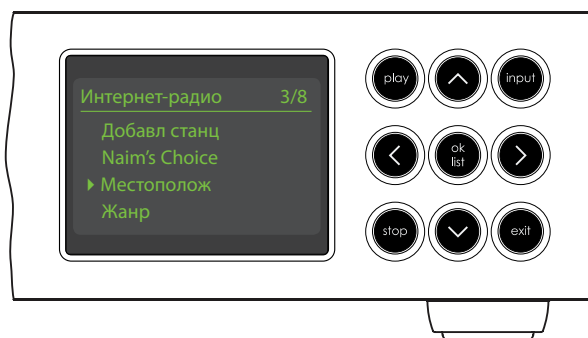 Интернет-радио 3/8
Добавл станц
Naim’s Choice
Местополож
Жанр
play
input
ok
list
stop
exit